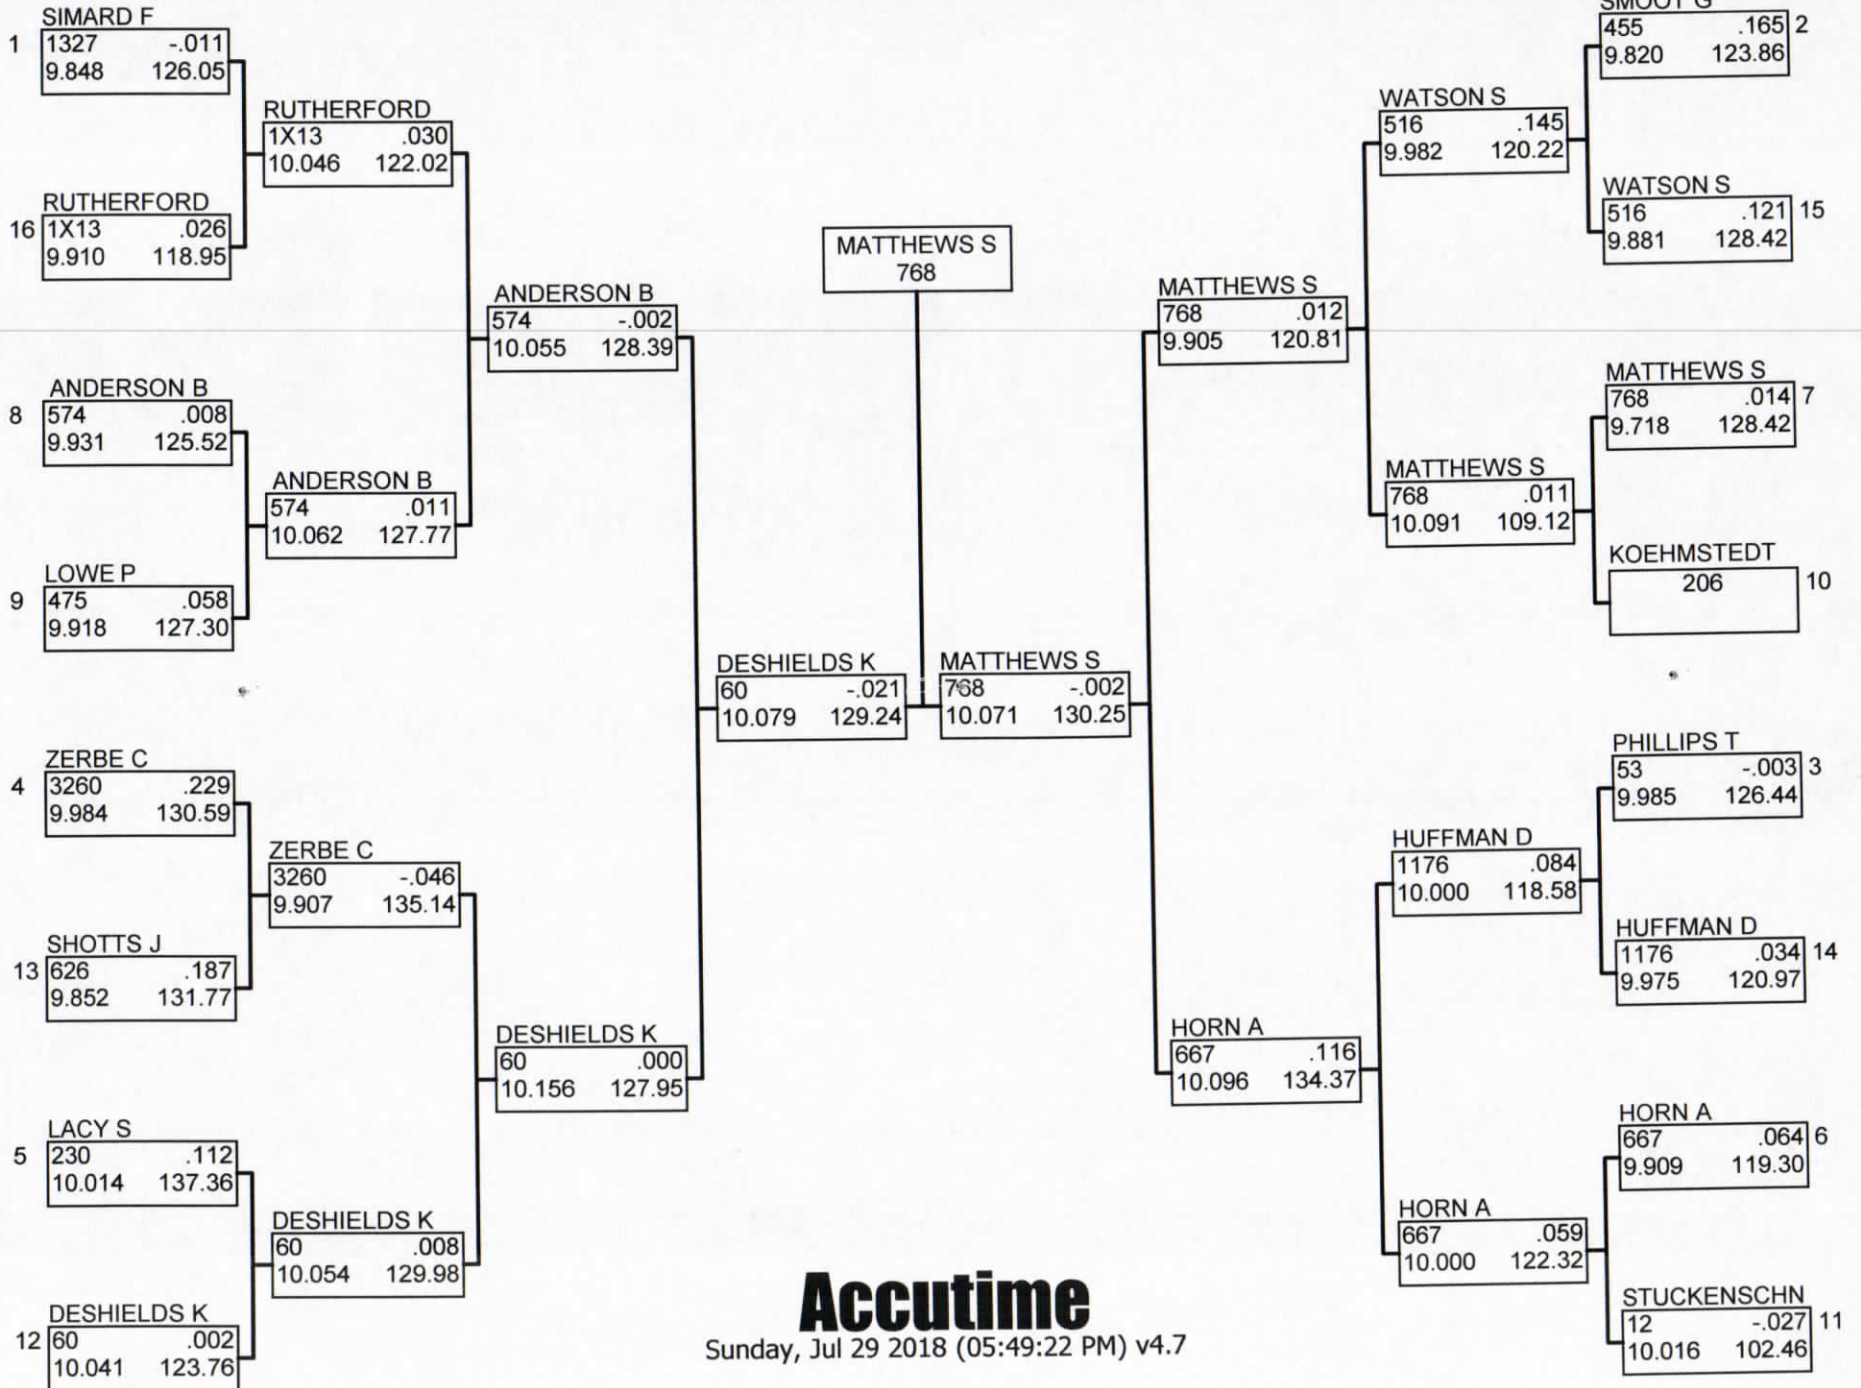 SIMARD F
1 1327 -.011
9.848 126.05
RUTHERFORD
16 1X13 .026
9.910 118.95
ANDERSON B
8 574 .008
9.931 125.52
LOWE P
9 475 .058
9.918 127.30
ZERBE C
4 3260 .229
9.984 130.59
SHOTTS J
13 626 .187
9.852 131.77
LACY S
5 230 .112
10.014 137.36
DESHIELDS K
12 60 .002
10.041 123.76
RUTHERFORD
1X13 .030
10.046 122.02
ANDERSON B
574 .011
10.062 127.77
ZERBE C
3260 -.046
9.907 135.14
DESHIELDS K
60 .008
10.054 129.98
ANDERSON B
574 -.002
10.055 128.39
DESHIELDS K
60 .000
10.156 127.95
DESHIELDS K
60 -.021
10.079 129.24
MATTHEWS S
768
MATTHEWS S
768 -.002
10.071 130.25
MATTHEWS S
768 .012
9.905 120.81
HORN A
667 .116
10.096 134.37
WATSON S
516 .145
9.982 120.22
MATTHEWS S
768 .011
10.091 109.12
HUFFMAN D
1176 .084
10.000 118.58
HORN A
667 .059
10.000 122.32
SMOOT G
455 .165 2
9.820 123.86
WATSON S
516 .121 15
9.881 128.42
MATTHEWS S
768 .014 7
9.718 128.42
KOEHMSTEDT
206 10
PHILLIPS T
53 -.003 3
9.985 126.44
HUFFMAN D
1176 .034 14
9.975 120.97
HORN A
667 .064 6
9.909 119.30
STUCKENSCHN
12 -.027 11
10.016 102.46
Accutime
Sunday, Jul 29 2018 (05:49:22 PM) v4.7